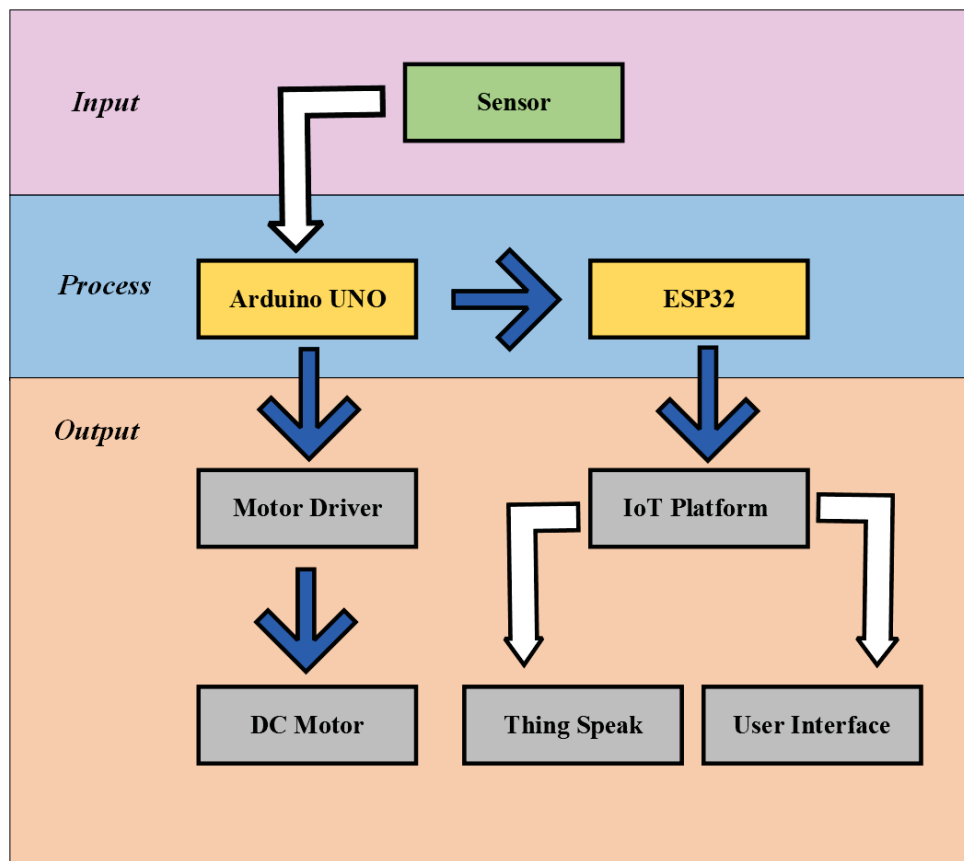 Input
Sensor
Process
Arduino UNO
ESP32
Output
Motor Driver
IoT Platform
DC Motor
Thing Speak
User Interface